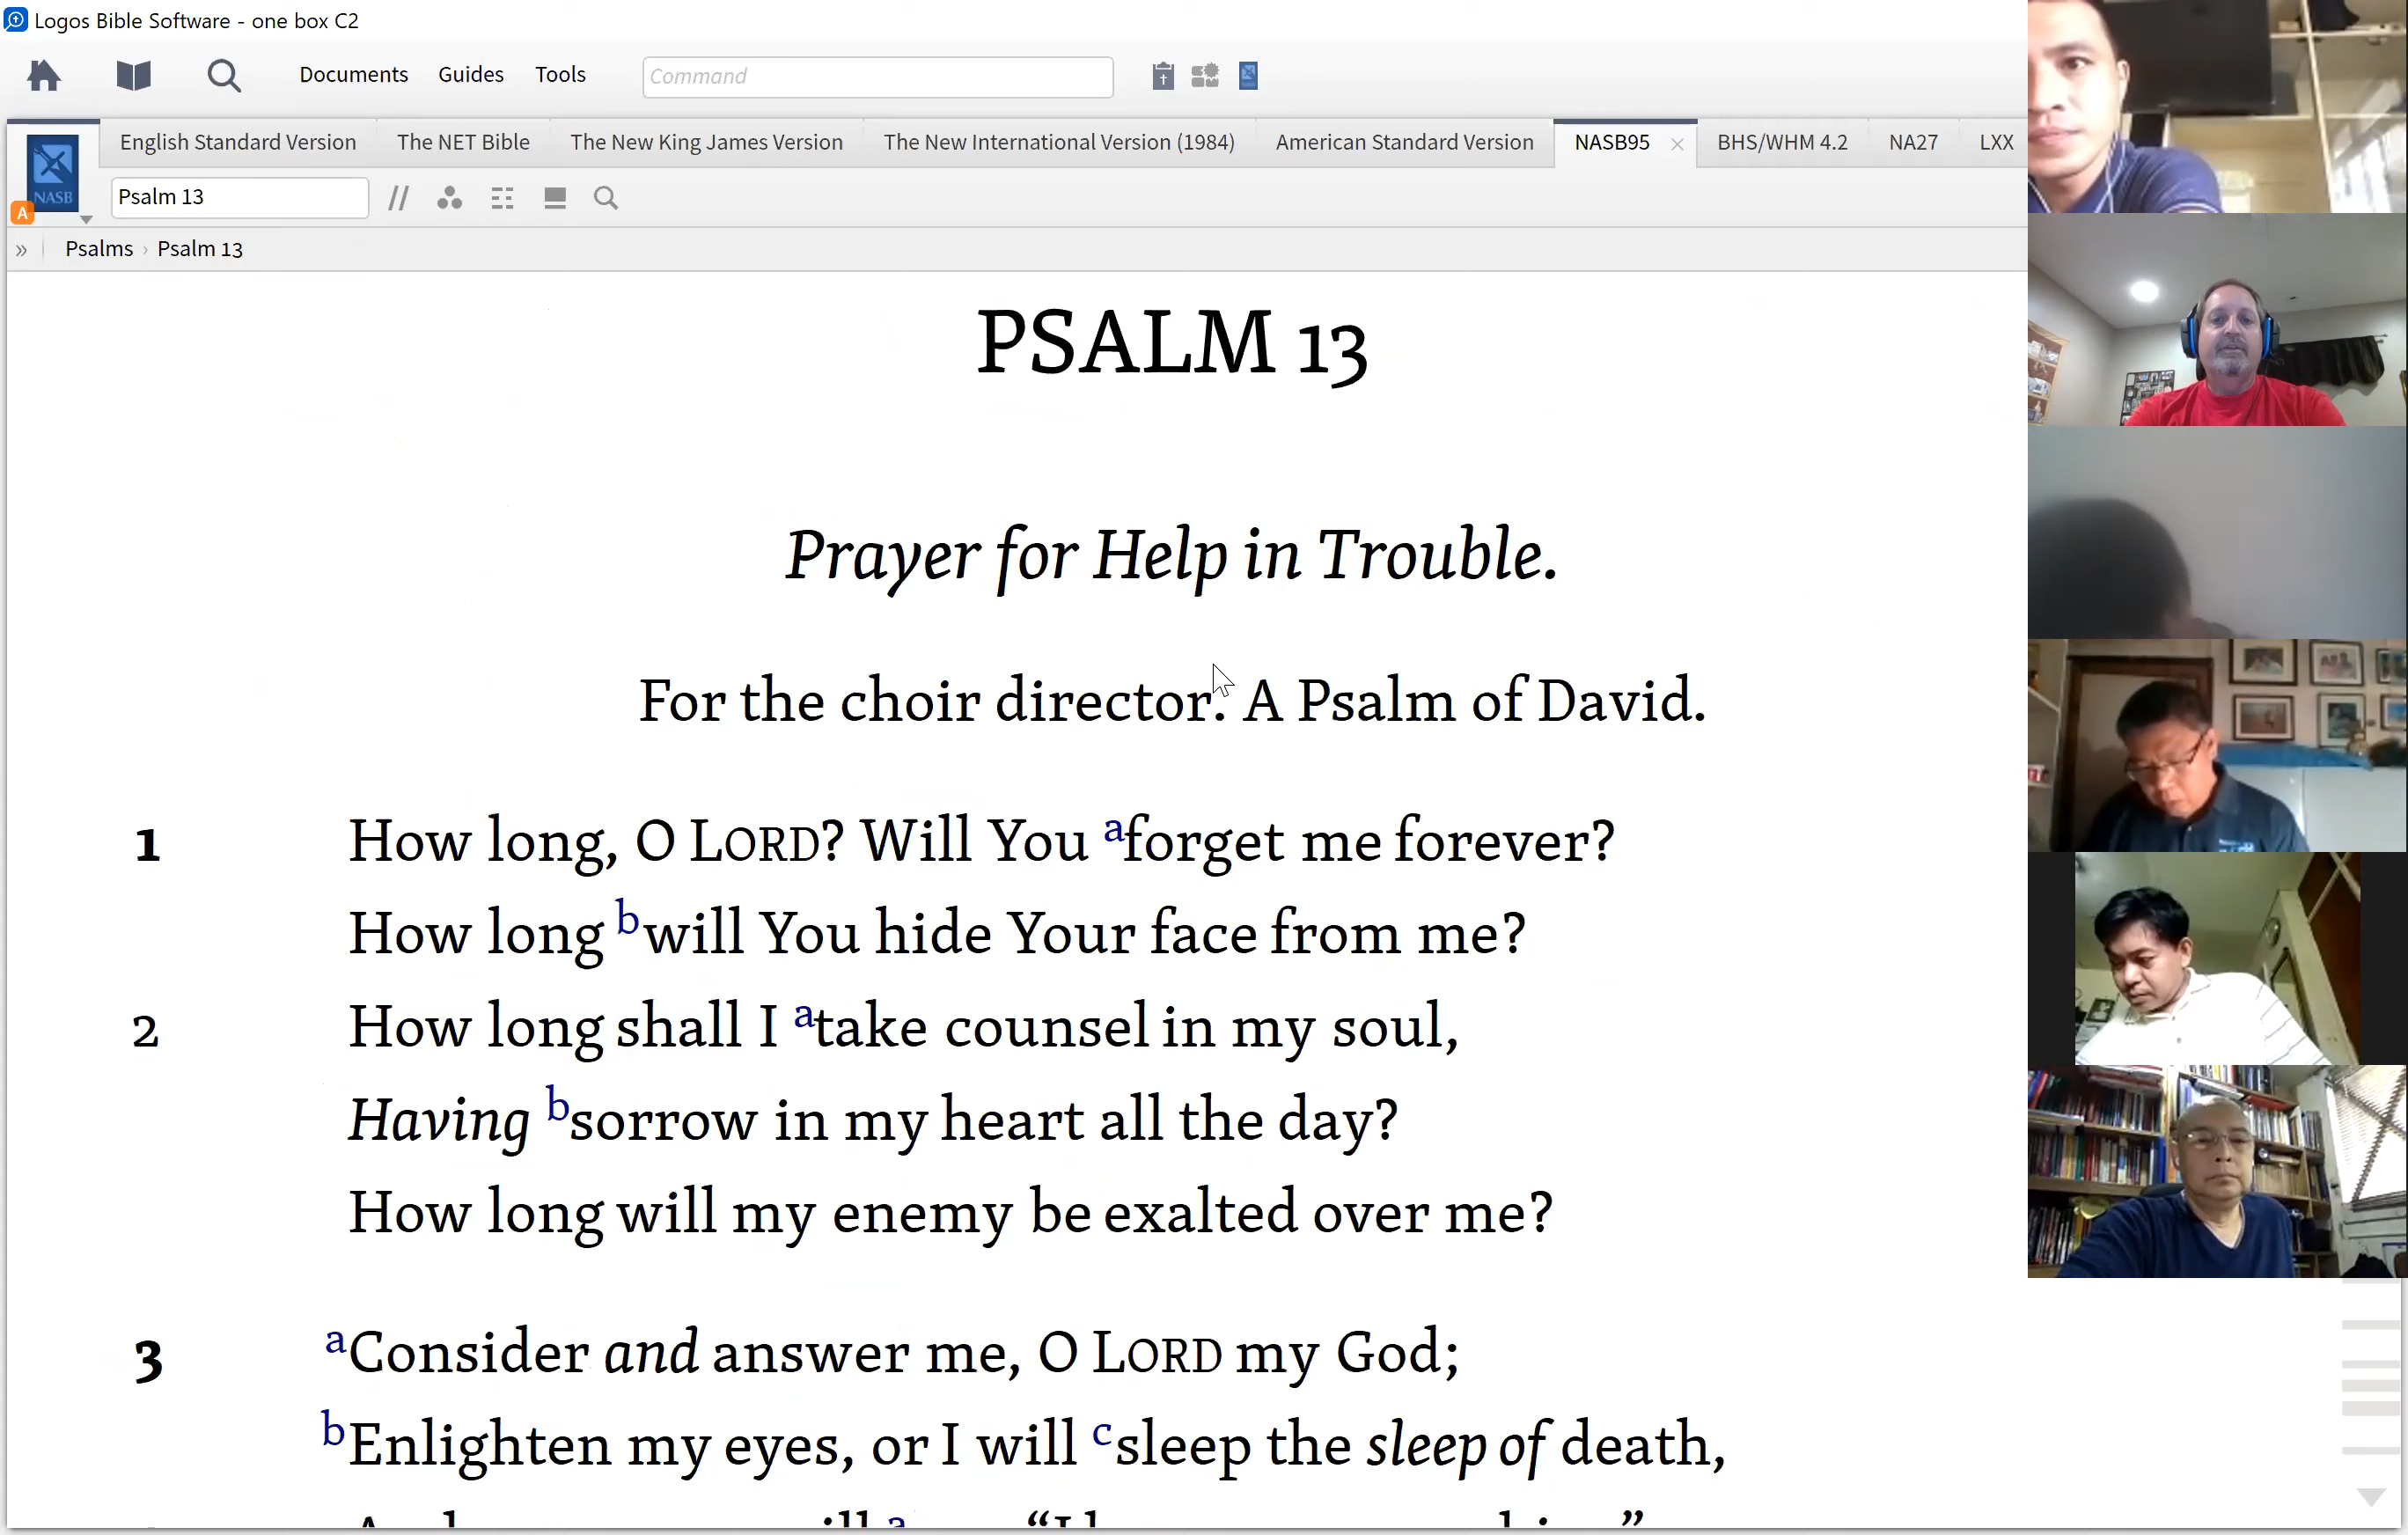 Logos Bible Software - one box C2
Documents Guides Tools Command
English Standard Version The NET Bible The New King James Version The New International Version (1984) American Standard Version NASB95 BHS/WHM 4.2 NA27 LXX
NASB
A
Psalm 13
» Psalms › Psalm 13
PSALM 13
Prayer for Help in Trouble.
For the choir director. A Psalm of David.
1 How long, O LORD? Will You aforget me forever?
How long bwill You hide Your face from me?
2 How long shall I atake counsel in my soul,
Having bsorrow in my heart all the day?
How long will my enemy be exalted over me?
3 aConsider and answer me, O LORD my God;
bEnlighten my eyes, or I will csleep the sleep of death,